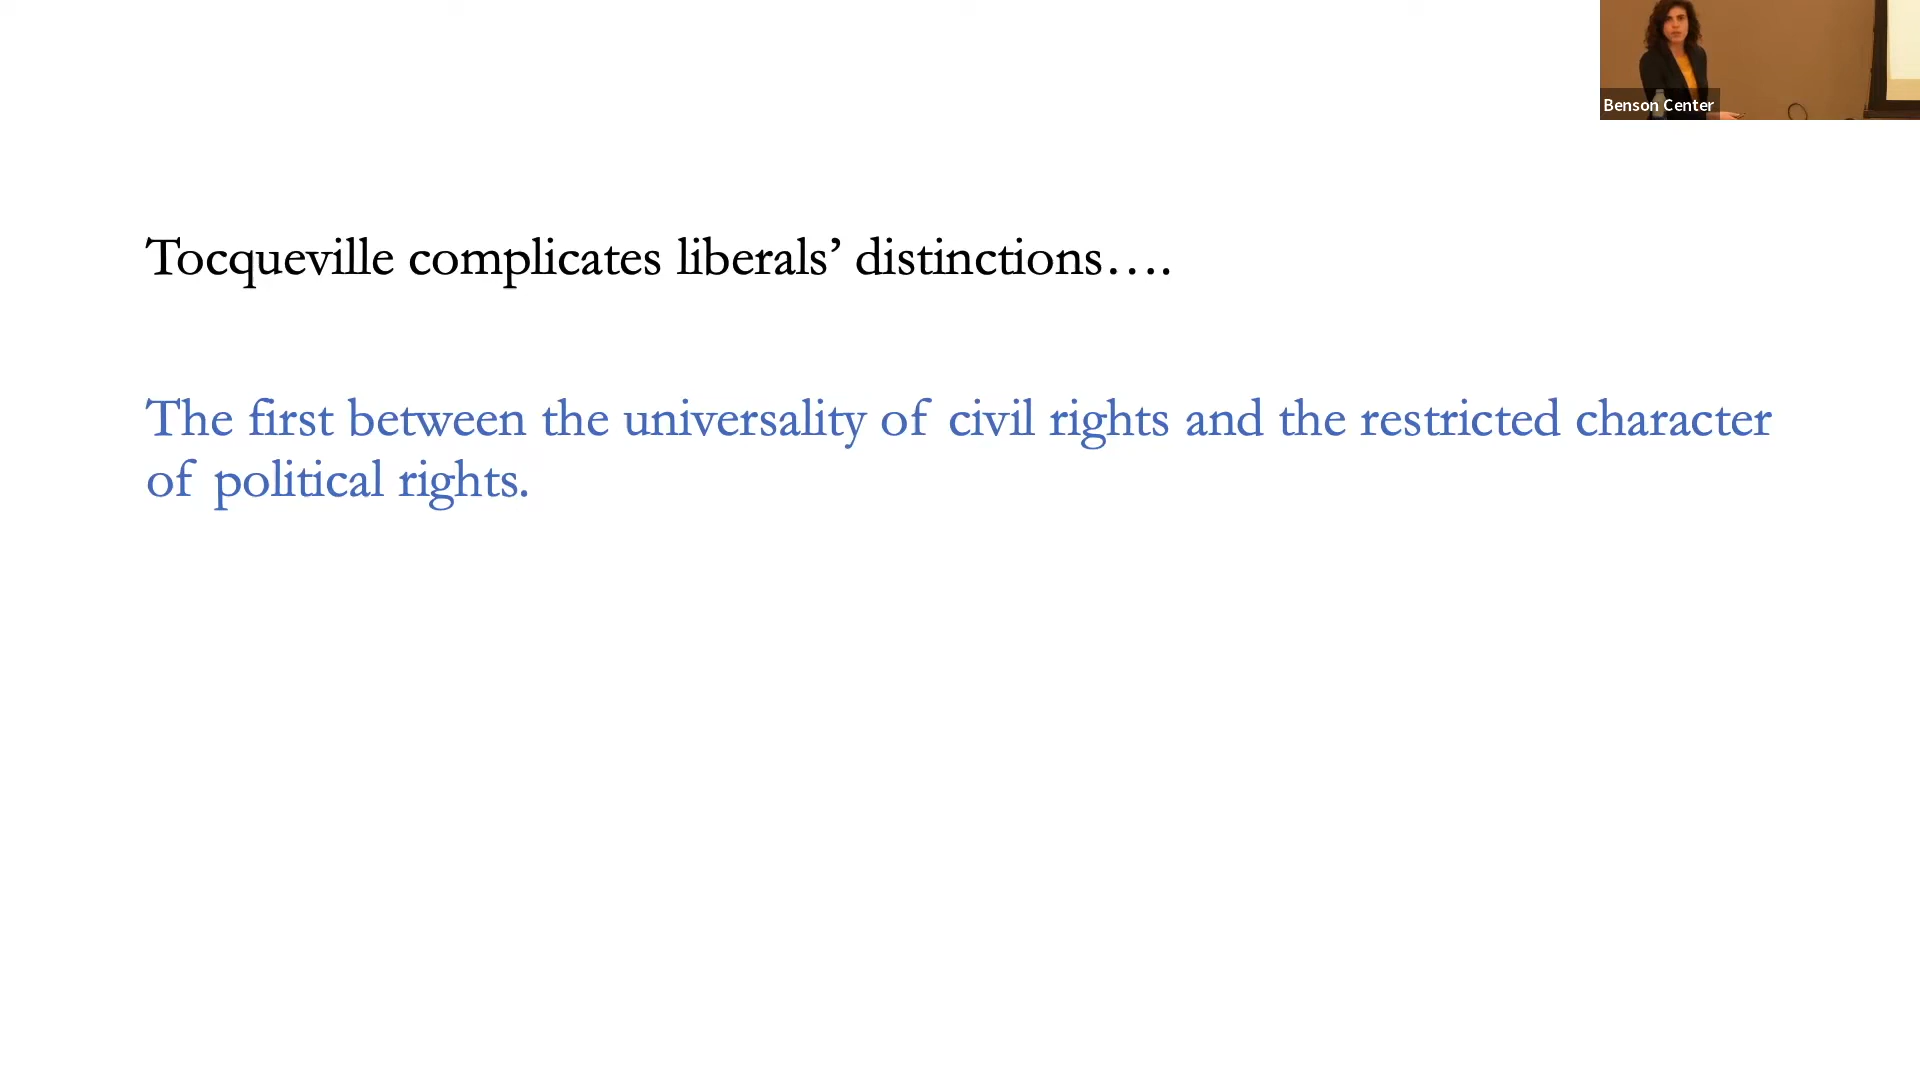 Benson Center
Tocqueville complicates liberals’ distinctions….
The first between the universality of civil rights and the restricted character
of political rights.